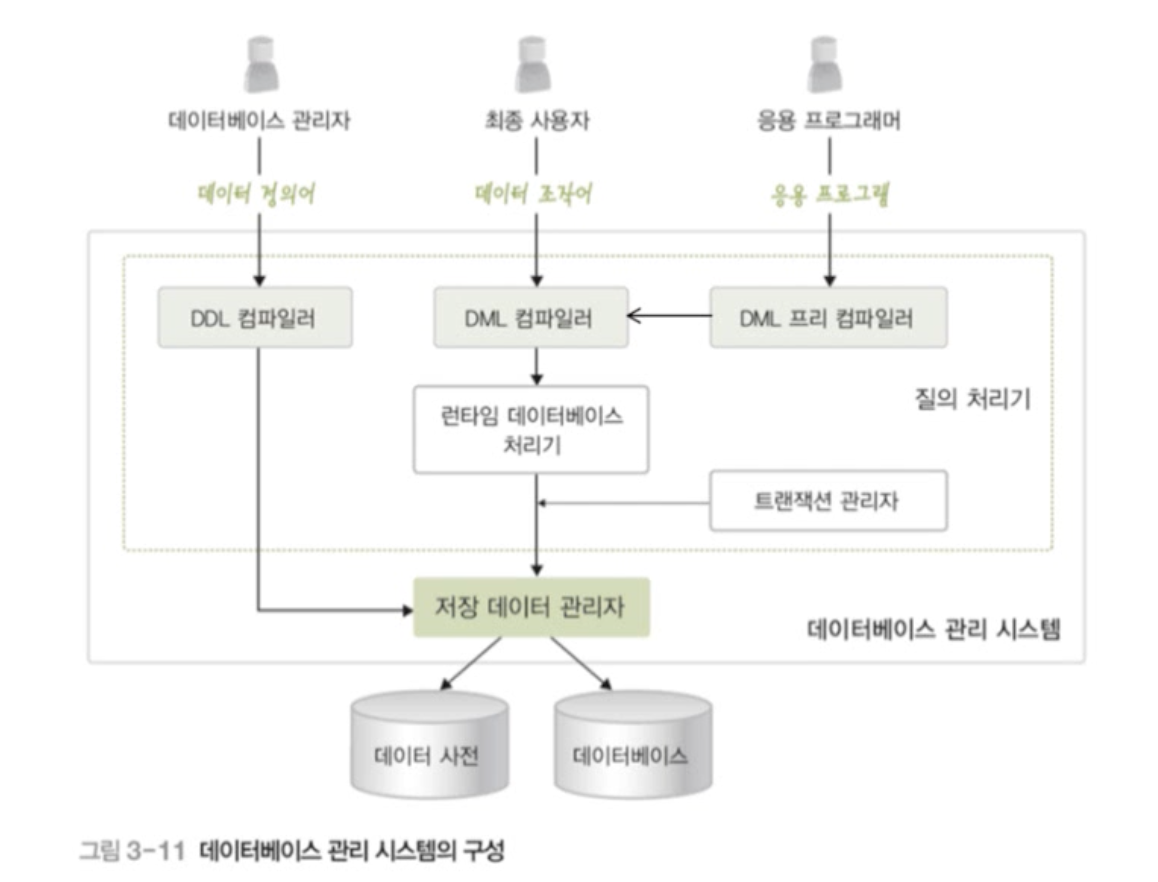 데이터베이스 관리자
최종 사용자
응용 프로그래머
데이터 정의어
데이터 조작어
응용 프로그램
DDL 컴파일러
DML 컴파일러
DML 프리 컴파일러
런타임 데이터베이스
처리기
질의 처리기
트랜잭션 관리자
저장 데이터 관리자
데이터베이스 관리 시스템
데이터 사전
데이터베이스
그림 3-11 데이터베이스 관리 시스템의 구성